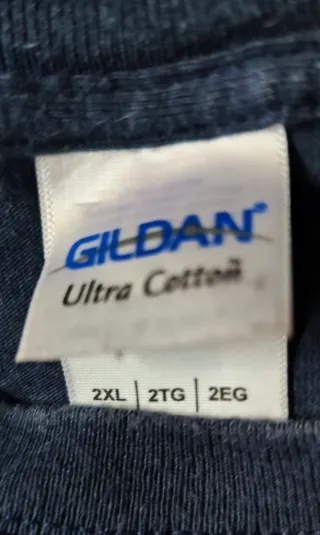 GILDAN®
Ultra Cotton®
2XL | 2TG | 2EG